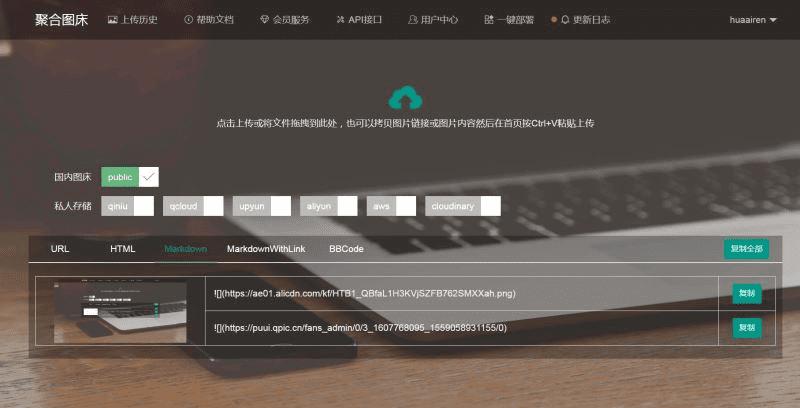 聚合图床 上传历史 帮助文档 会员服务 API接口 用户中心 一键部署 更新日志 huaairen
点击上传或将文件拖拽到此处，也可以拷贝图片链接或图片内容然后在首页按Ctrl+V粘贴上传
国内图床 public
私人存储 qiniu qcloud upyun aliyun aws cloudinary
URL HTML Markdown MarkdownWithLink BBCode 复制全部
![](https://ae01.alicdn.com/kf/HTB1_QBfaL1H3KVjSZFB762SMXXah.png) 复制
![](https://puui.qpic.cn/fans_admin/0/3_1607768095_1559058931155/0) 复制